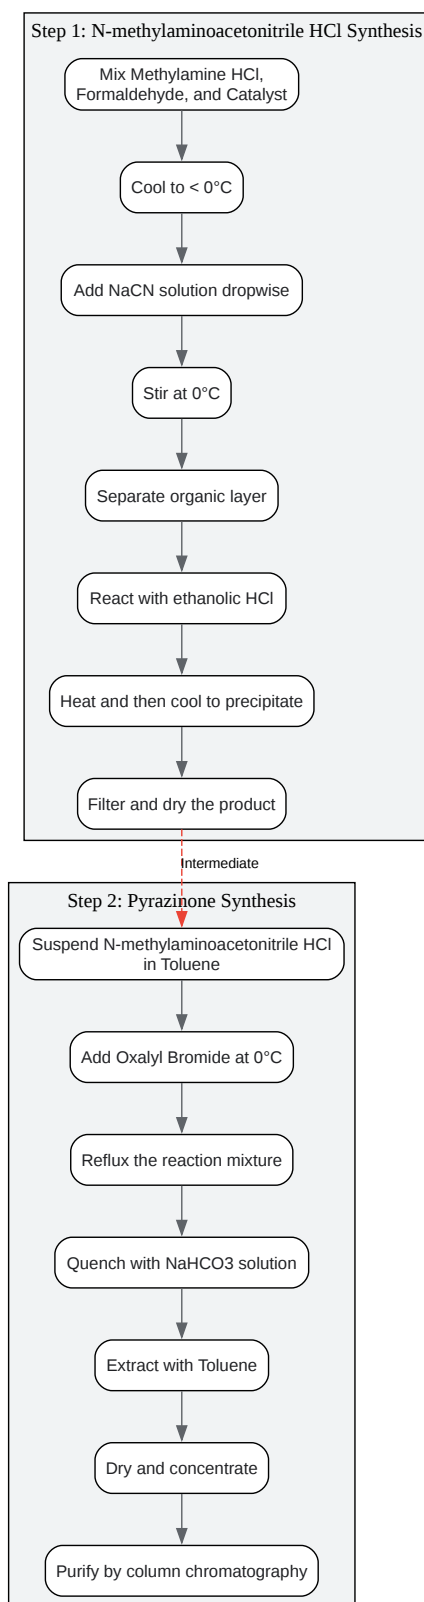 Step 1: N-methylaminoacetonitrile HCl Synthesis
Mix Methylamine HCl,
Formaldehyde, and Catalyst
Cool to < 0°C
Add NaCN solution dropwise
Stir at 0°C
Separate organic layer
React with ethanolic HCl
Heat and then cool to precipitate
Filter and dry the product
Intermediate
Step 2: Pyrazinone Synthesis
Suspend N-methylaminoacetonitrile HCl
in Toluene
Add Oxalyl Bromide at 0°C
Reflux the reaction mixture
Quench with NaHCO3 solution
Extract with Toluene
Dry and concentrate
Purify by column chromatography